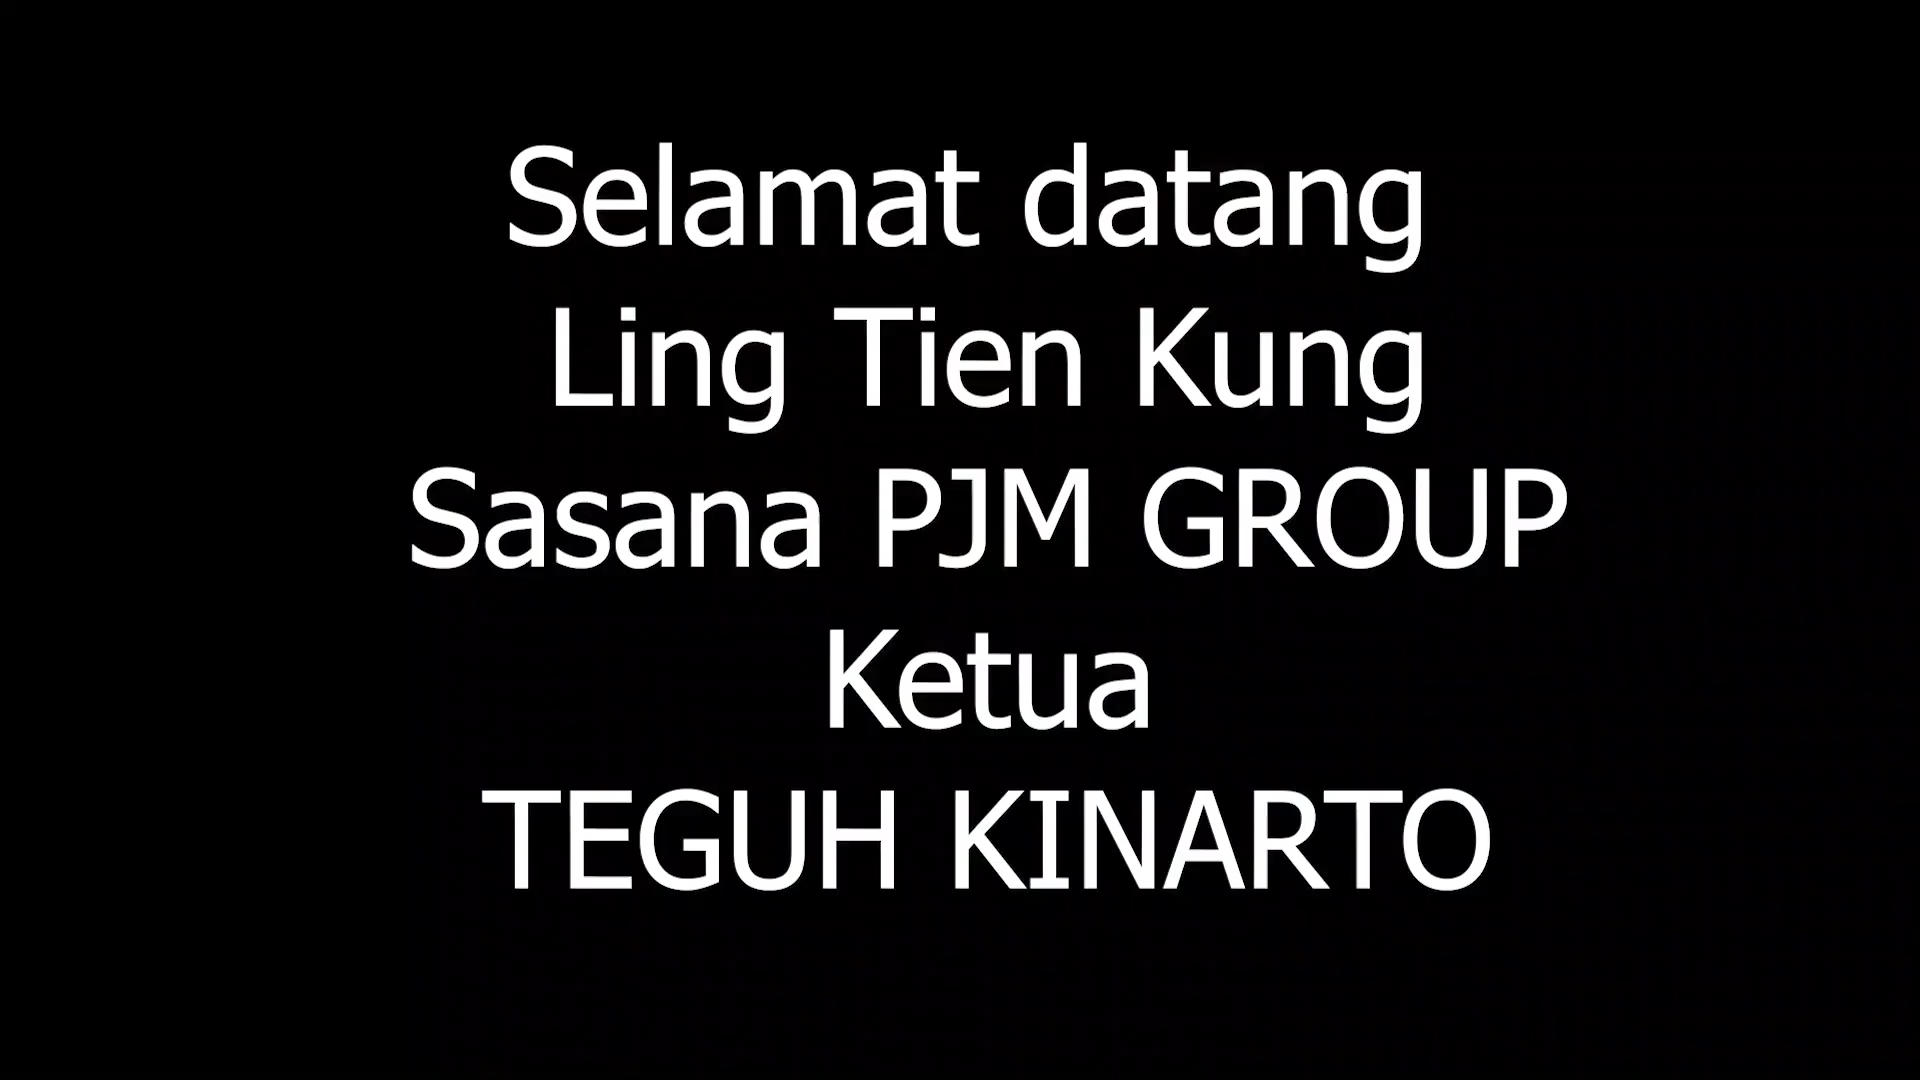 Selamat datang
Ling Tien Kung
Sasana PJM GROUP
Ketua
TEGUH KINARTO